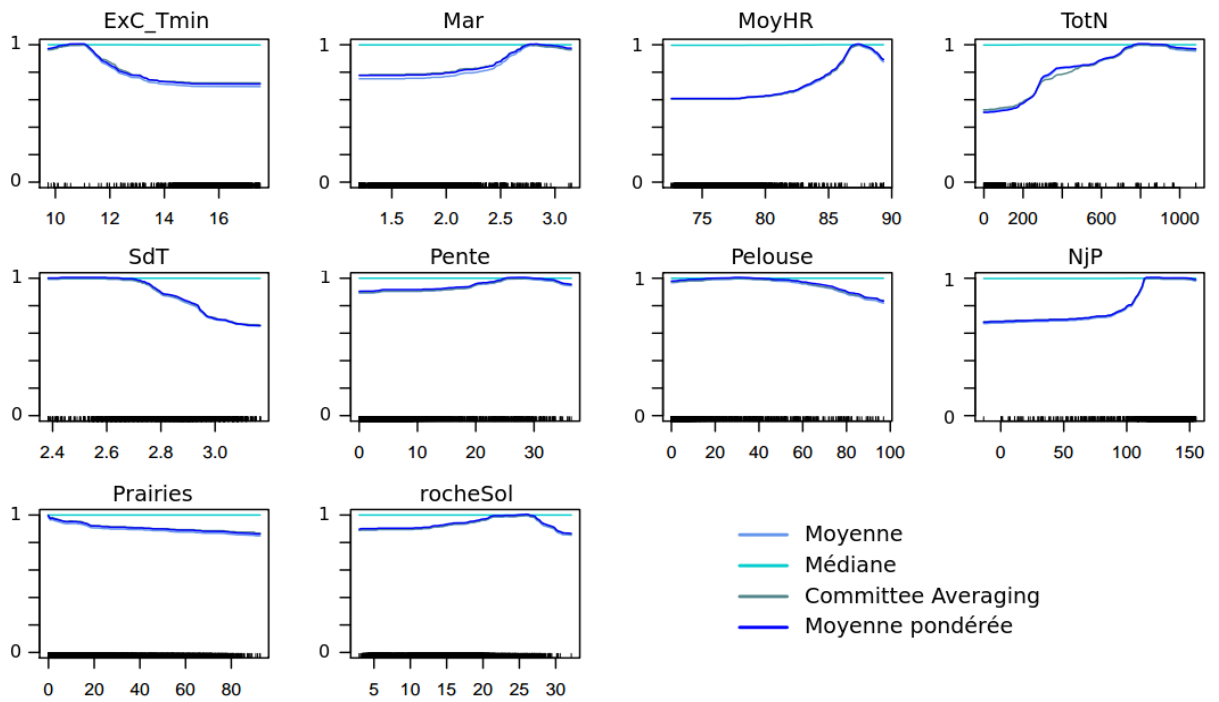 ExC_Tmin Mar MoyHR TotN
1 1 1 1
0 0 0 0
10 12 14 16 1.5 2.0 2.5 3.0 75 80 85 90 0 200 600 1000
SdT Pente Pelouse NjP
1 1 1 1
0 0 0 0
2.4 2.6 2.8 3.0 0 10 20 30 0 20 40 60 80 100 0 50 100 150
Prairies rocheSol
1 1
Moyenne
Médiane
Committee Averaging
Moyenne pondérée
0 0
0 20 40 60 80 5 10 15 20 25 30